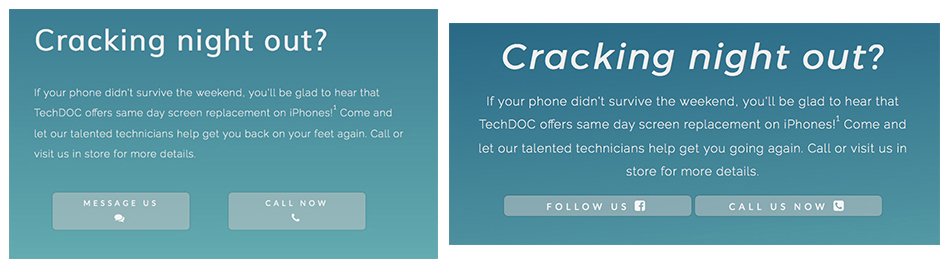 Cracking night out?
If your phone didn't survive the weekend, you'll be glad to hear that
TechDOC offers same day screen replacement on iPhones!¹ Come and
let our talented technicians help get you back on your feet again. Call or
visit us in store for more details.
MESSAGE US
CALL NOW
Cracking night out?
If your phone didn't survive the weekend, you'll be glad to hear that
TechDOC offers same day screen replacement on iPhones!¹ Come and
let our talented technicians help get you going again. Call or visit us in
store for more details.
FOLLOW US
CALL US NOW